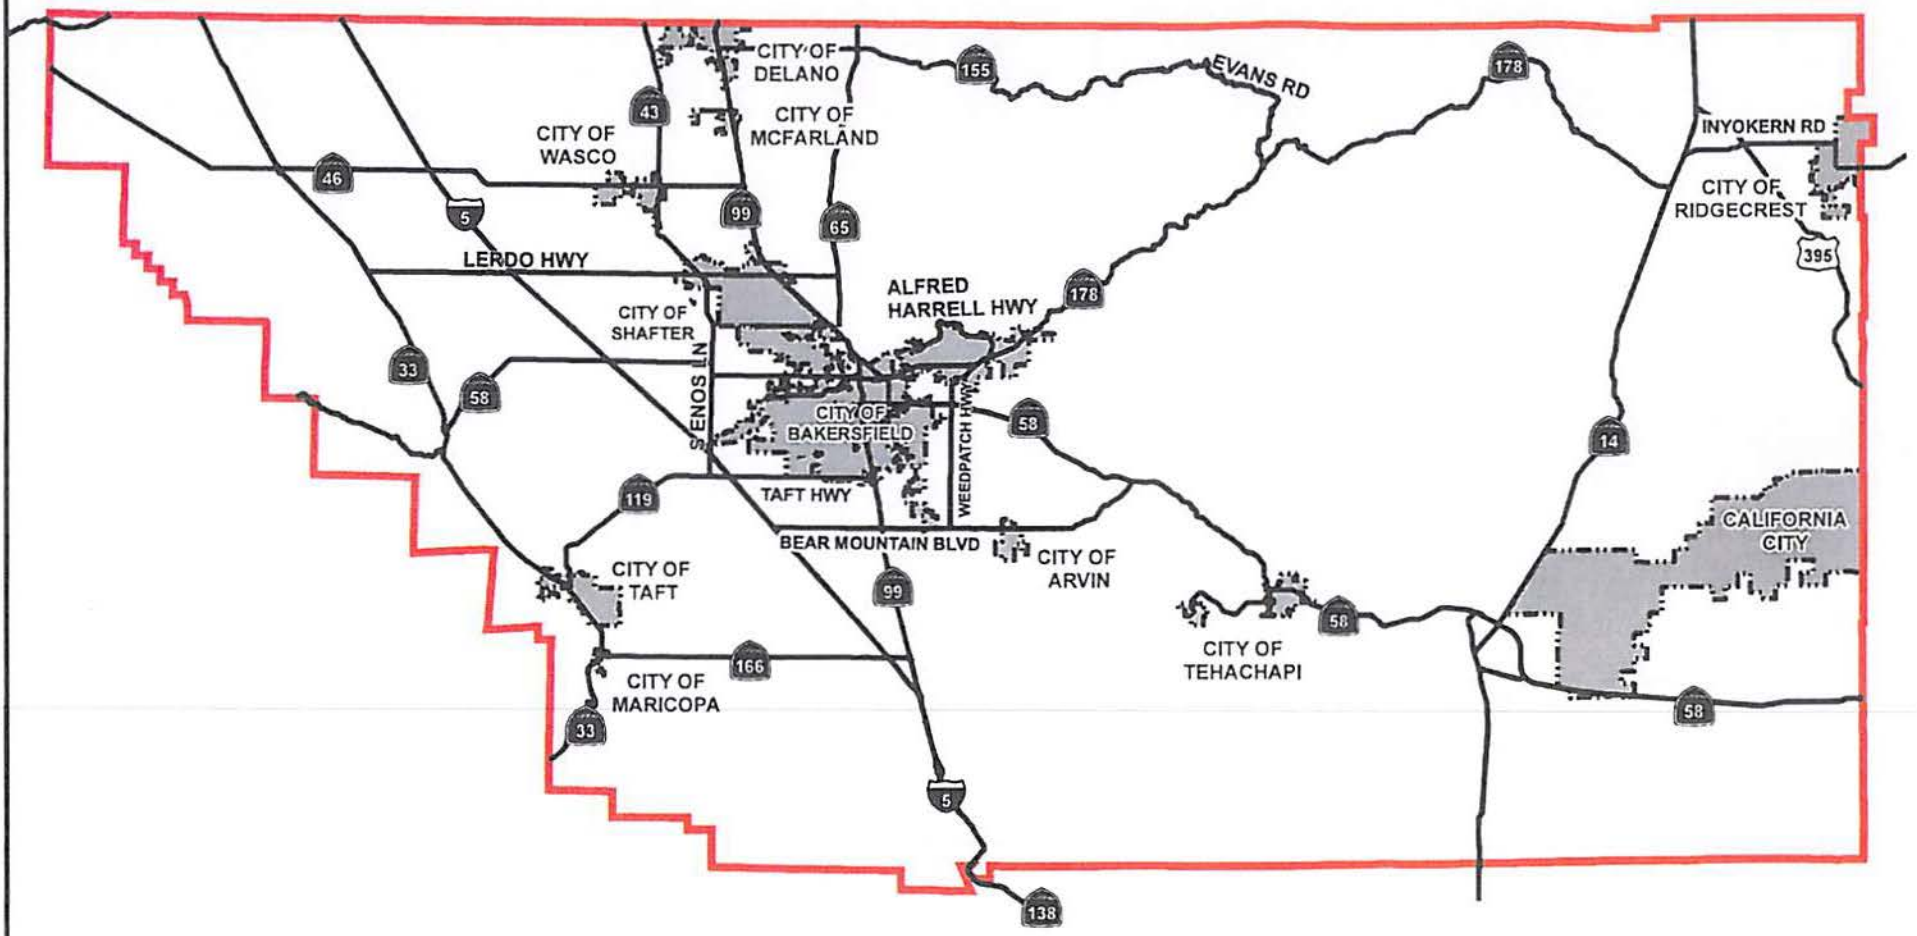 CITY OF
DELANO
155
EVANS RD
178
43
CITY OF
MCFARLAND
CITY OF
WASCO
INYOKERN RD
46
5
99
65
CITY OF
RIDGECREST
395
LERDO HWY
ALFRED
HARRELL HWY
178
CITY OF
SHAFTER
33
58
S ENOS LN
CITY OF
BAKERSFIELD
WEEDPATCH HWY
58
14
119
TAFT HWY
CALIFORNIA
CITY
BEAR MOUNTAIN BLVD
CITY OF
ARVIN
CITY OF
TAFT
99
58
CITY OF
TEHACHAPI
166
CITY OF
MARICOPA
33
58
5
138